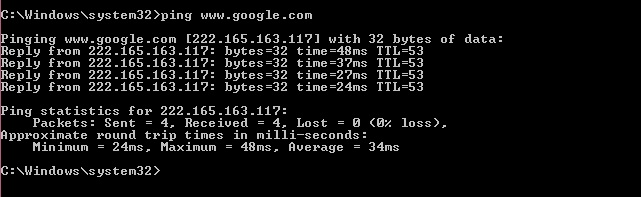 C:\Windows\system32>ping www.google.com
Pinging www.google.com [222.165.163.117] with 32 bytes of data:
Reply from 222.165.163.117: bytes=32 time=48ms TTL=53
Reply from 222.165.163.117: bytes=32 time=37ms TTL=53
Reply from 222.165.163.117: bytes=32 time=27ms TTL=53
Reply from 222.165.163.117: bytes=32 time=24ms TTL=53
Ping statistics for 222.165.163.117:
Packets: Sent = 4, Received = 4, Lost = 0 (0% loss),
Approximate round trip times in milli-seconds:
Minimum = 24ms, Maximum = 48ms, Average = 34ms
C:\Windows\system32>